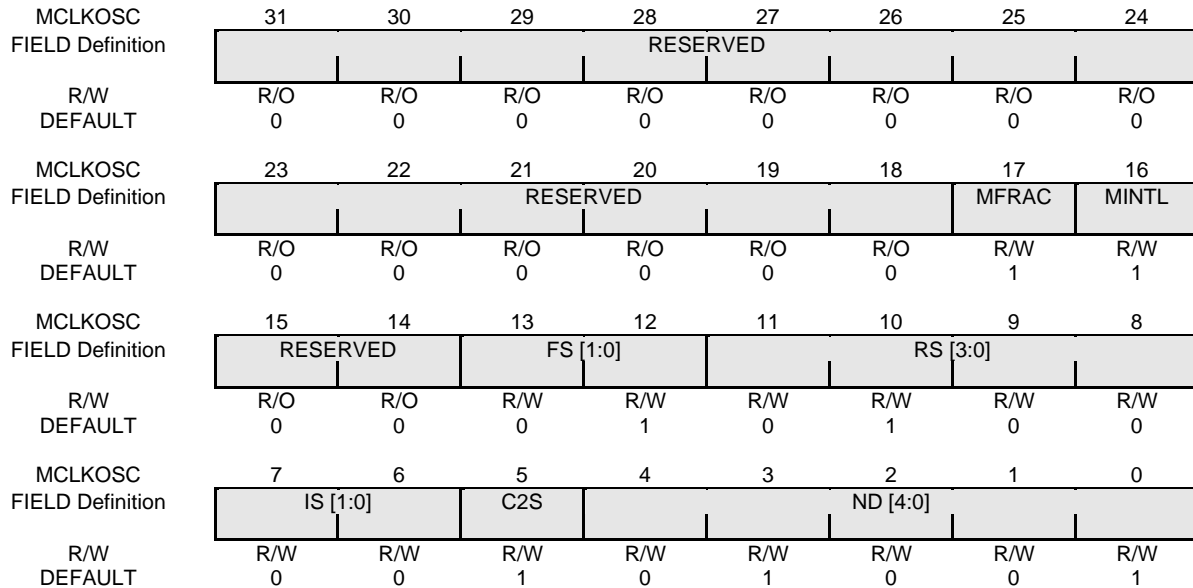 MCLKOSC 31 30 29 28 27 26 25 24
FIELD Definition RESERVED
R/W R/O R/O R/O R/O R/O R/O R/O R/O
DEFAULT 0 0 0 0 0 0 0 0
MCLKOSC 23 22 21 20 19 18 17 16
FIELD Definition RESERVED MFRAC MINTL
R/W R/O R/O R/O R/O R/O R/O R/W R/W
DEFAULT 0 0 0 0 0 0 1 1
MCLKOSC 15 14 13 12 11 10 9 8
FIELD Definition RESERVED FS [1:0] RS [3:0]
R/W R/O R/O R/W R/W R/W R/W R/W R/W
DEFAULT 0 0 0 1 0 1 0 0
MCLKOSC 7 6 5 4 3 2 1 0
FIELD Definition IS [1:0] C2S ND [4:0]
R/W R/W R/W R/W R/W R/W R/W R/W R/W
DEFAULT 0 0 1 0 1 0 0 1